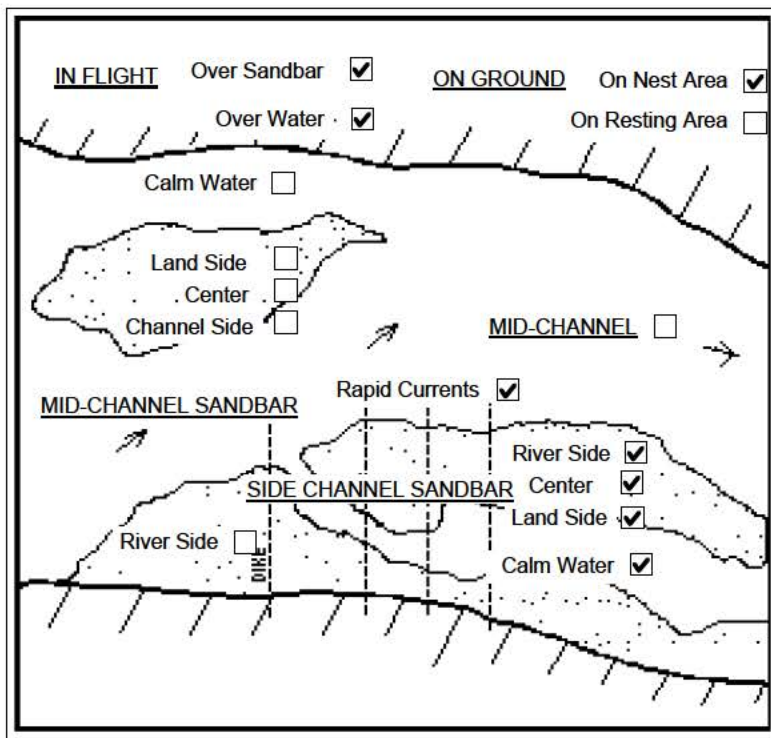 IN FLIGHT Over Sandbar ON GROUND On Nest Area
Over Water On Resting Area
Calm Water
Land Side
Center
Channel Side
MID-CHANNEL
Rapid Currents
MID-CHANNEL SANDBAR
River Side
SIDE CHANNEL SANDBAR Center
Land Side
River Side
DIKE
Calm Water